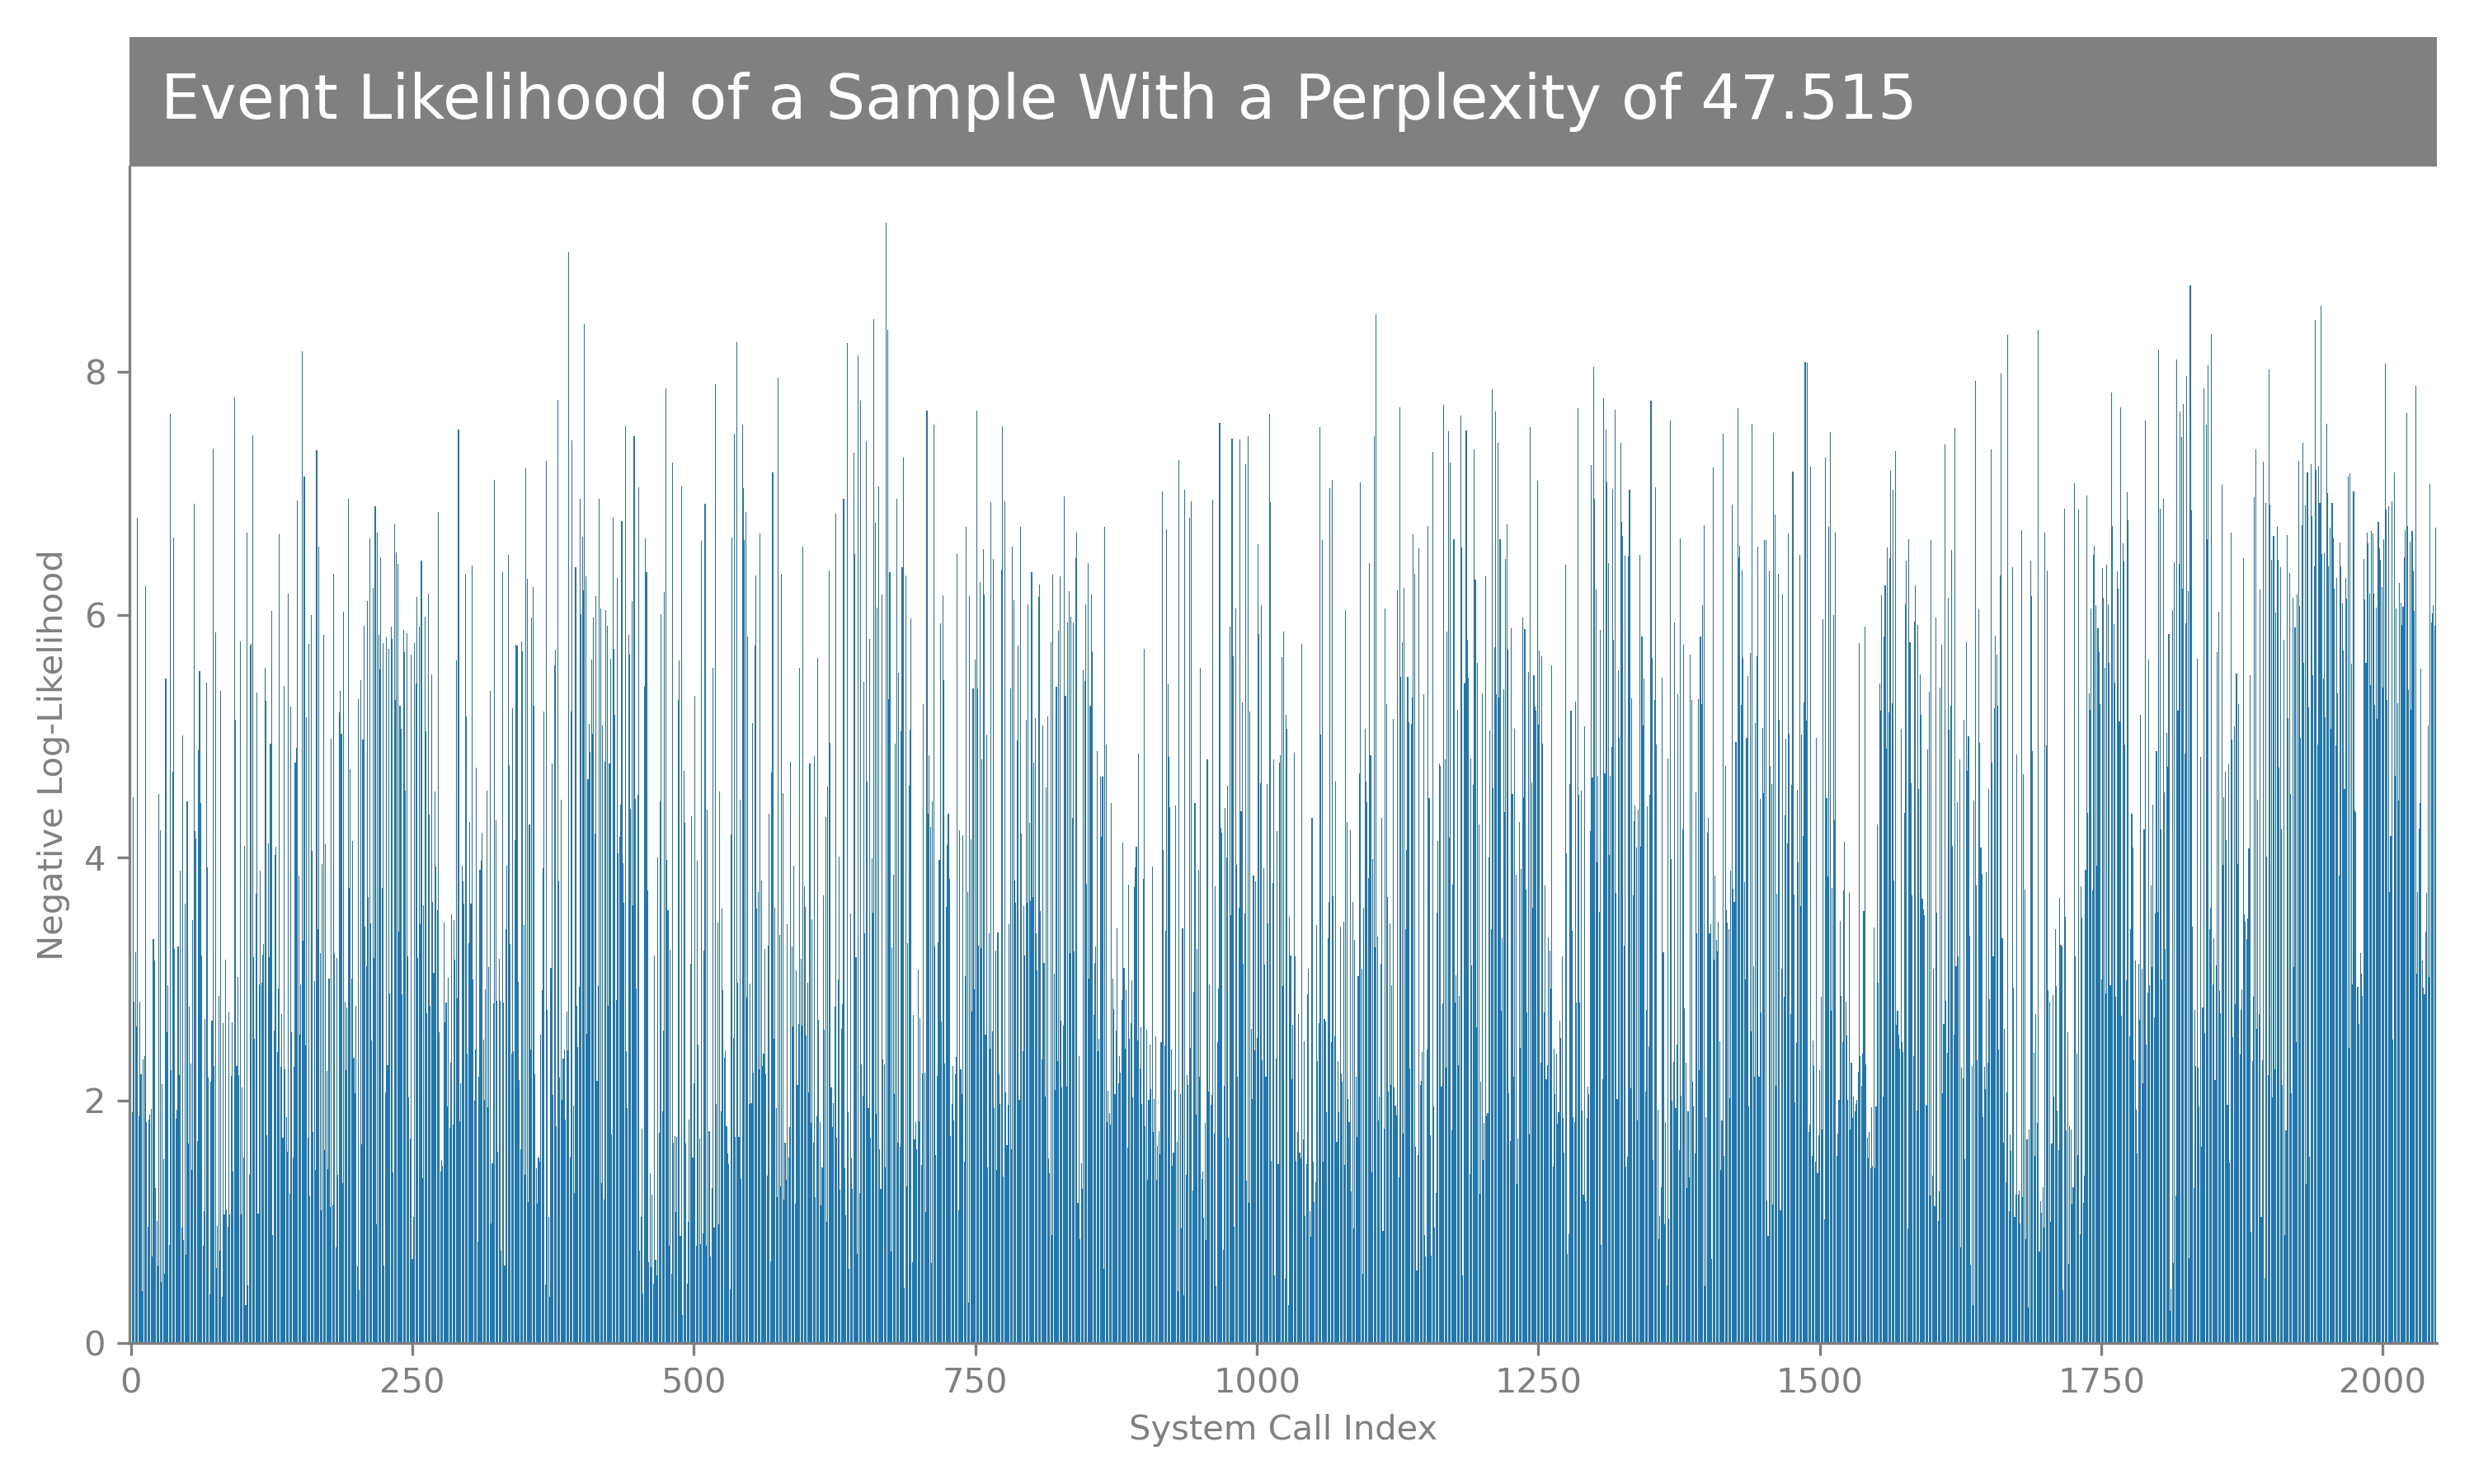 Event Likelihood of a Sample With a Perplexity of 47.515
Negative Log-Likelihood
8
6
4
2
0
0 250 500 750 1000 1250 1500 1750 2000
System Call Index